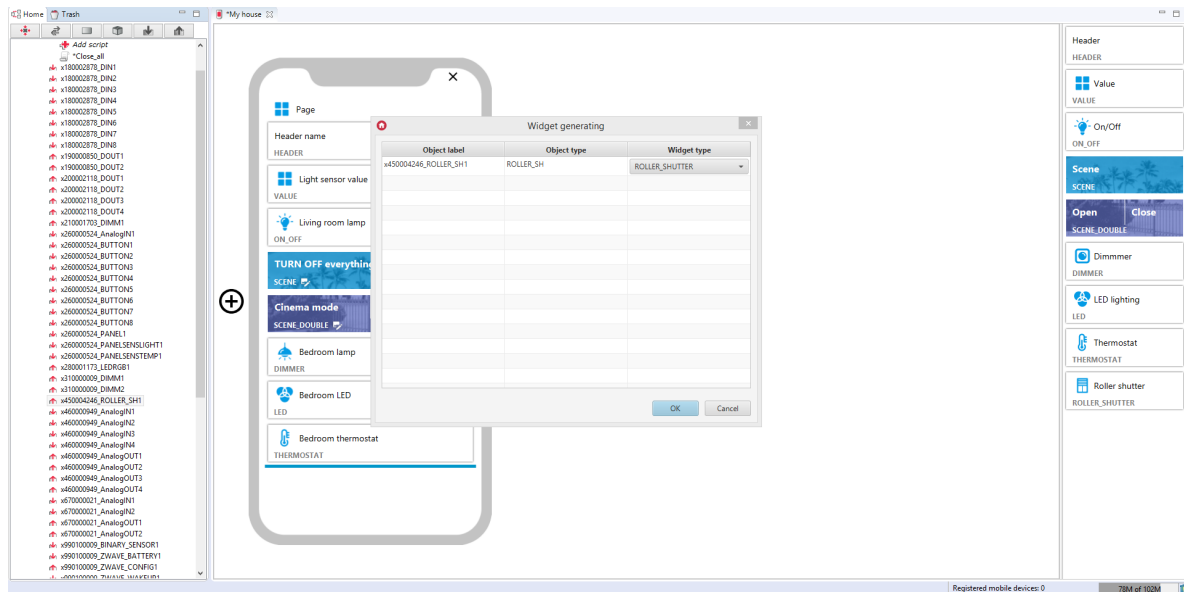 Home
Trash
*My house
Add script
*Close_all
x180002878_DIN1
x180002878_DIN2
x180002878_DIN3
x180002878_DIN4
x180002878_DIN5
x180002878_DIN6
x180002878_DIN7
x180002878_DIN8
x190000850_DOUT1
x190000850_DOUT2
x200002118_DOUT1
x200002118_DOUT2
x200002118_DOUT3
x200002118_DOUT4
x210001703_DIMM1
x260000524_AnalogIN1
x260000524_BUTTON1
x260000524_BUTTON2
x260000524_BUTTON3
x260000524_BUTTON4
x260000524_BUTTON5
x260000524_BUTTON6
x260000524_BUTTON7
x260000524_BUTTON8
x260000524_PANEL1
x260000524_PANELSENSLIGHT1
x260000524_PANELSENSTEMP1
x280001173_LEDRGB1
x310000009_DIMM1
x310000009_DIMM2
x450004246_ROLLER_SH1
x460000949_AnalogIN1
x460000949_AnalogIN2
x460000949_AnalogIN3
x460000949_AnalogIN4
x460000949_AnalogOUT1
x460000949_AnalogOUT2
x460000949_AnalogOUT3
x460000949_AnalogOUT4
x670000021_AnalogIN1
x670000021_AnalogIN2
x670000021_AnalogOUT1
x670000021_AnalogOUT2
x990100009_BINARY_SENSOR1
x990100009_ZWAVE_BATTERY1
x990100009_ZWAVE_CONFIG1
x990100009_ZWAVE_WAKEUP1
Page
Header name
HEADER
Light sensor value
VALUE
Living room lamp
ON_OFF
TURN OFF everything
SCENE
Cinema mode
SCENE_DOUBLE
Bedroom lamp
DIMMER
Bedroom LED
LED
Bedroom thermostat
THERMOSTAT
Widget generating
Object label Object type Widget type
x450004246_ROLLER_SH1 ROLLER_SH ROLLER_SHUTTER
OK Cancel
Header
HEADER
Value
VALUE
On/Off
ON_OFF
Scene
SCENE
Open Close
SCENE_DOUBLE
Dimmmer
DIMMER
LED lighting
LED
Thermostat
THERMOSTAT
Roller shutter
ROLLER_SHUTTER
Registered mobile devices: 0
78M of 102M